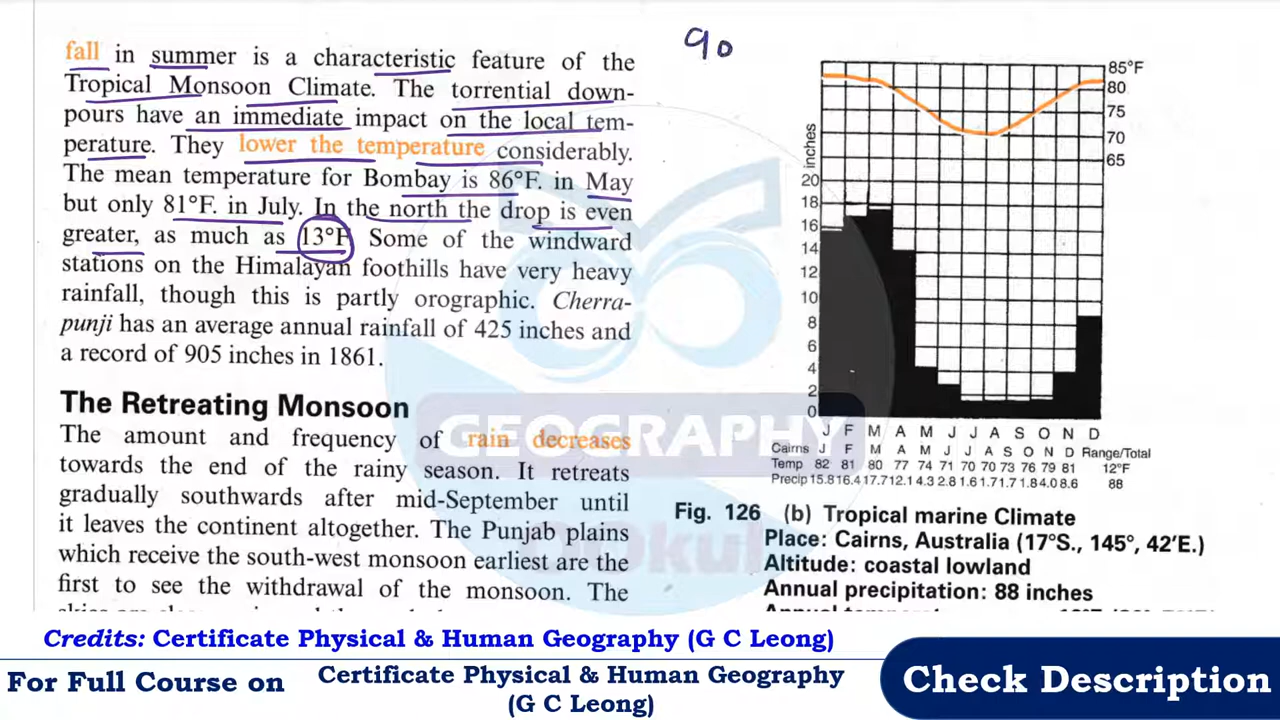 90
fall in summer is a characteristic feature of the
Tropical Monsoon Climate. The torrential down-
pours have an immediate impact on the local tem-
perature. They lower the temperature considerably.
The mean temperature for Bombay is 86°F. in May
but only 81°F. in July. In the north the drop is even
greater, as much as 13°F. Some of the windward
stations on the Himalayan foothills have very heavy
rainfall, though this is partly orographic. Cherra-
punji has an average annual rainfall of 425 inches and
a record of 905 inches in 1861.
The Retreating Monsoon
The amount and frequency of rain decreases
towards the end of the rainy season. It retreats
gradually southwards after mid-September until
it leaves the continent altogether. The Punjab plains
which receive the south-west monsoon earliest are the
first to see the withdrawal of the monsoon. The
GEOGRAPHY
85°F
80
75
70
65
inches
20
18
16
14
12
10
8
6
4
2
0
J F M A M J J A S O N D
Cairns J F M A M J J A S O N D Range/Total
Temp 82 81 80 77 74 71 70 70 73 76 79 81 12°F
Precip 15.8 16.4 17.7 12.1 4.3 2.8 1.6 1.7 1.7 1.8 4.0 8.6 88
Fig. 126 (b) Tropical marine Climate
Place: Cairns, Australia (17°S., 145°, 42'E.)
Altitude: coastal lowland
Annual precipitation: 88 inches
Credits: Certificate Physical & Human Geography (G C Leong)
For Full Course on
Certificate Physical & Human Geography
(G C Leong)
Check Description